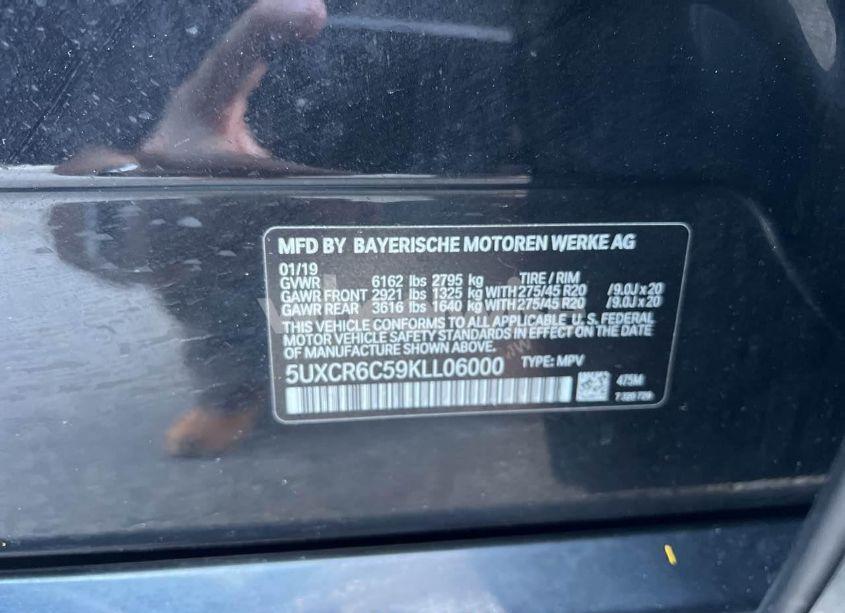 MFD BY BAYERISCHE MOTOREN WERKE AG
01/19
GVWR 6162 lbs 2795 kg TIRE / RIM
GAWR FRONT 2921 lbs 1325 kg WITH 275/45 R20 /9.0J x 20
GAWR REAR 3616 lbs 1640 kg WITH 275/45 R20 /9.0J x 20
THIS VEHICLE CONFORMS TO ALL APPLICABLE U. S. FEDERAL
MOTOR VEHICLE SAFETY STANDARDS IN EFFECT ON THE DATE
OF MANUFACTURE SHOWN ABOVE.
5UXCR6C59KLL06000 TYPE: MPV
475M